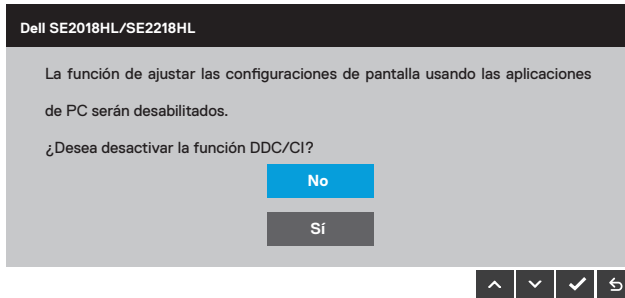 Dell SE2018HL/SE2218HL
La función de ajustar las configuraciones de pantalla usando las aplicaciones
de PC serán desabilitados.
¿Desea desactivar la función DDC/CI?
No
Sí